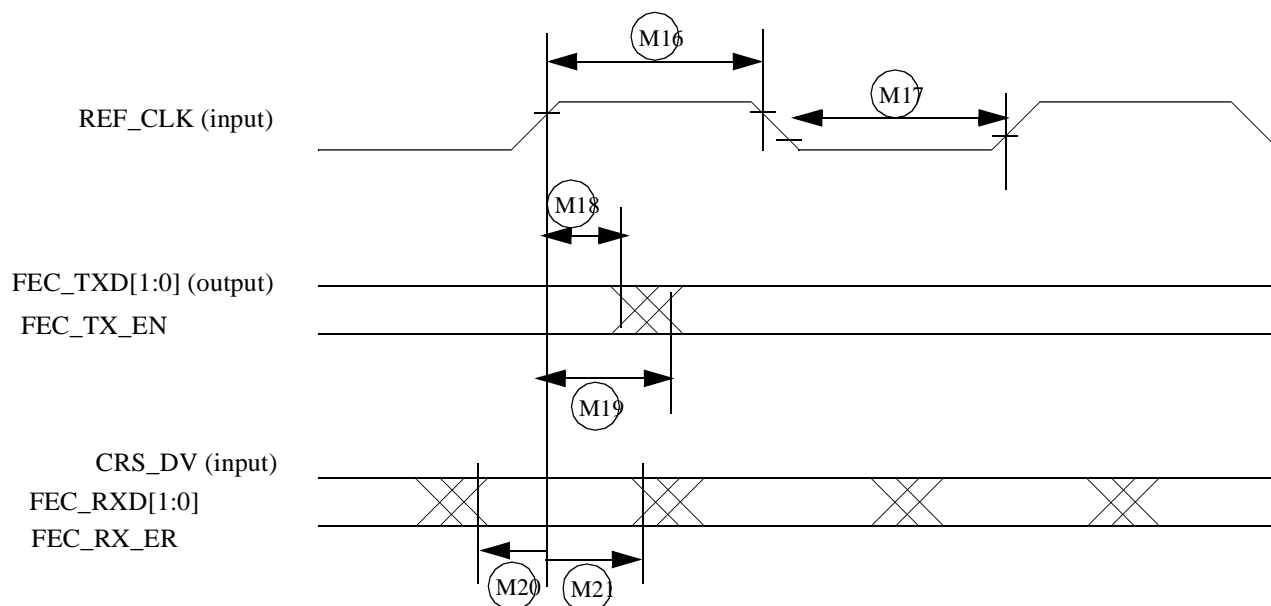 M16
M17
REF_CLK (input)
M18
FEC_TXD[1:0] (output)
FEC_TX_EN
M19
CRS_DV (input)
FEC_RXD[1:0]
FEC_RX_ER
M20
M21